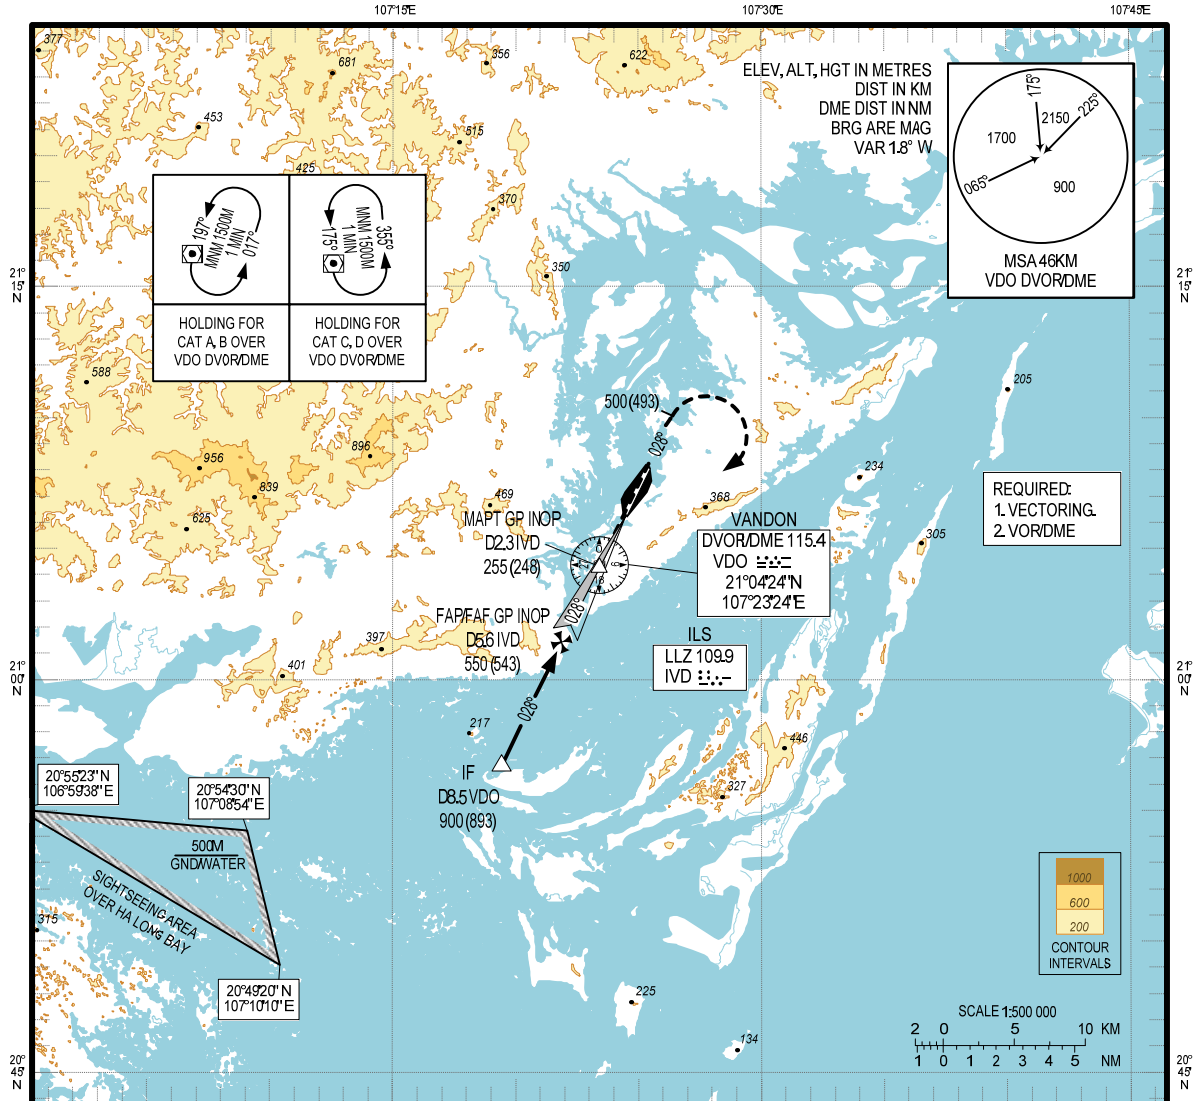 107°15'E
107°30'E
107°45'E
377
681
356
622
453
515
425
370
350
ELEV, ALT, HGT IN METRES
DIST IN KM
DME DIST IN NM
BRG ARE MAG
VAR 1.8° W
175°
225°
2150
1700
065°
900
MSA 46KM
VDO DVOR/DME
197°
MNM 1500M
1 MIN
017°
175°
1 MIN
MNM 1500M
355°
HOLDING FOR
CAT A, B OVER
VDO DVOR/DME
HOLDING FOR
CAT C, D OVER
VDO DVOR/DME
21°
15'
N
21°
15'
N
588
205
500 (493)
028°
896
956
839
625
469
234
368
305
REQUIRED:
1. VECTORING.
2. VOR/DME
MAPT GP INOP
D2.3 IVD
255 (248)
VANDON
DVOR/DME 115.4
VDO
21°04'24"N
107°23'24"E
028°
FAP/FAF GP INOP
D5.6 IVD
550 (543)
ILS
LLZ 109.9
IVD
397
401
21°
00'
N
21°
00'
N
028°
217
446
327
IF
D8.5 VDO
900 (893)
20°55'23" N
106°59'38" E
20°54'30" N
107°08'54" E
500M
GND/WATER
SIGHTSEEING AREA
OVER HA LONG BAY
315
20°49'20" N
107°10'10" E
225
134
1000
600
200
CONTOUR
INTERVALS
SCALE 1:500 000
2 0 5 10 KM
1 0 1 2 3 4 5 NM
20°
45'
N
20°
45'
N